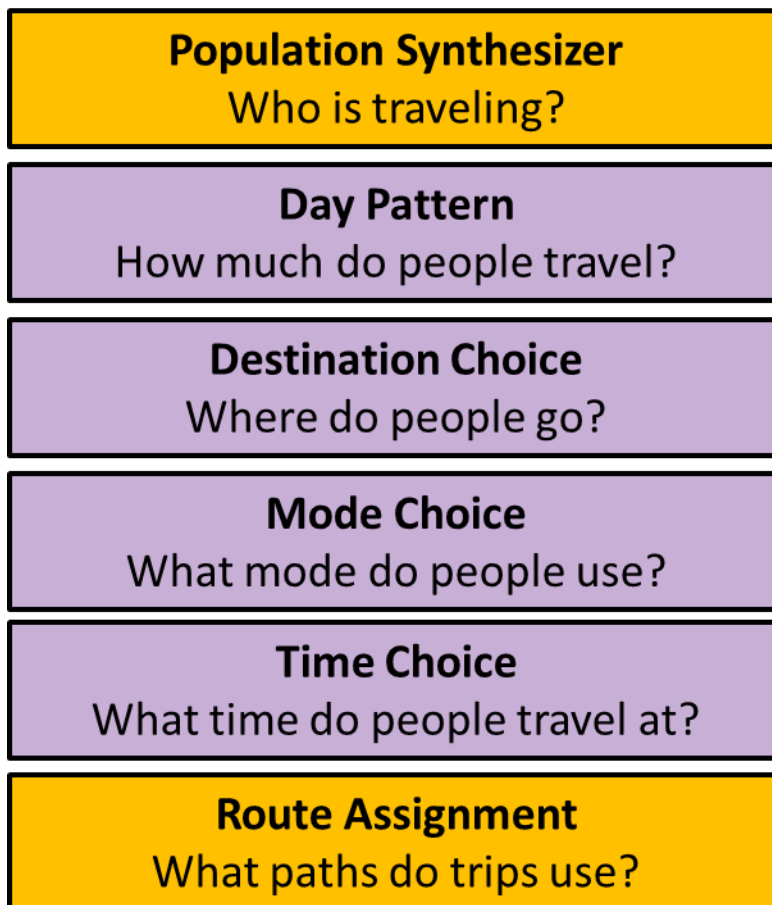 Population Synthesizer
Who is traveling?
Day Pattern
How much do people travel?
Destination Choice
Where do people go?
Mode Choice
What mode do people use?
Time Choice
What time do people travel at?
Route Assignment
What paths do trips use?